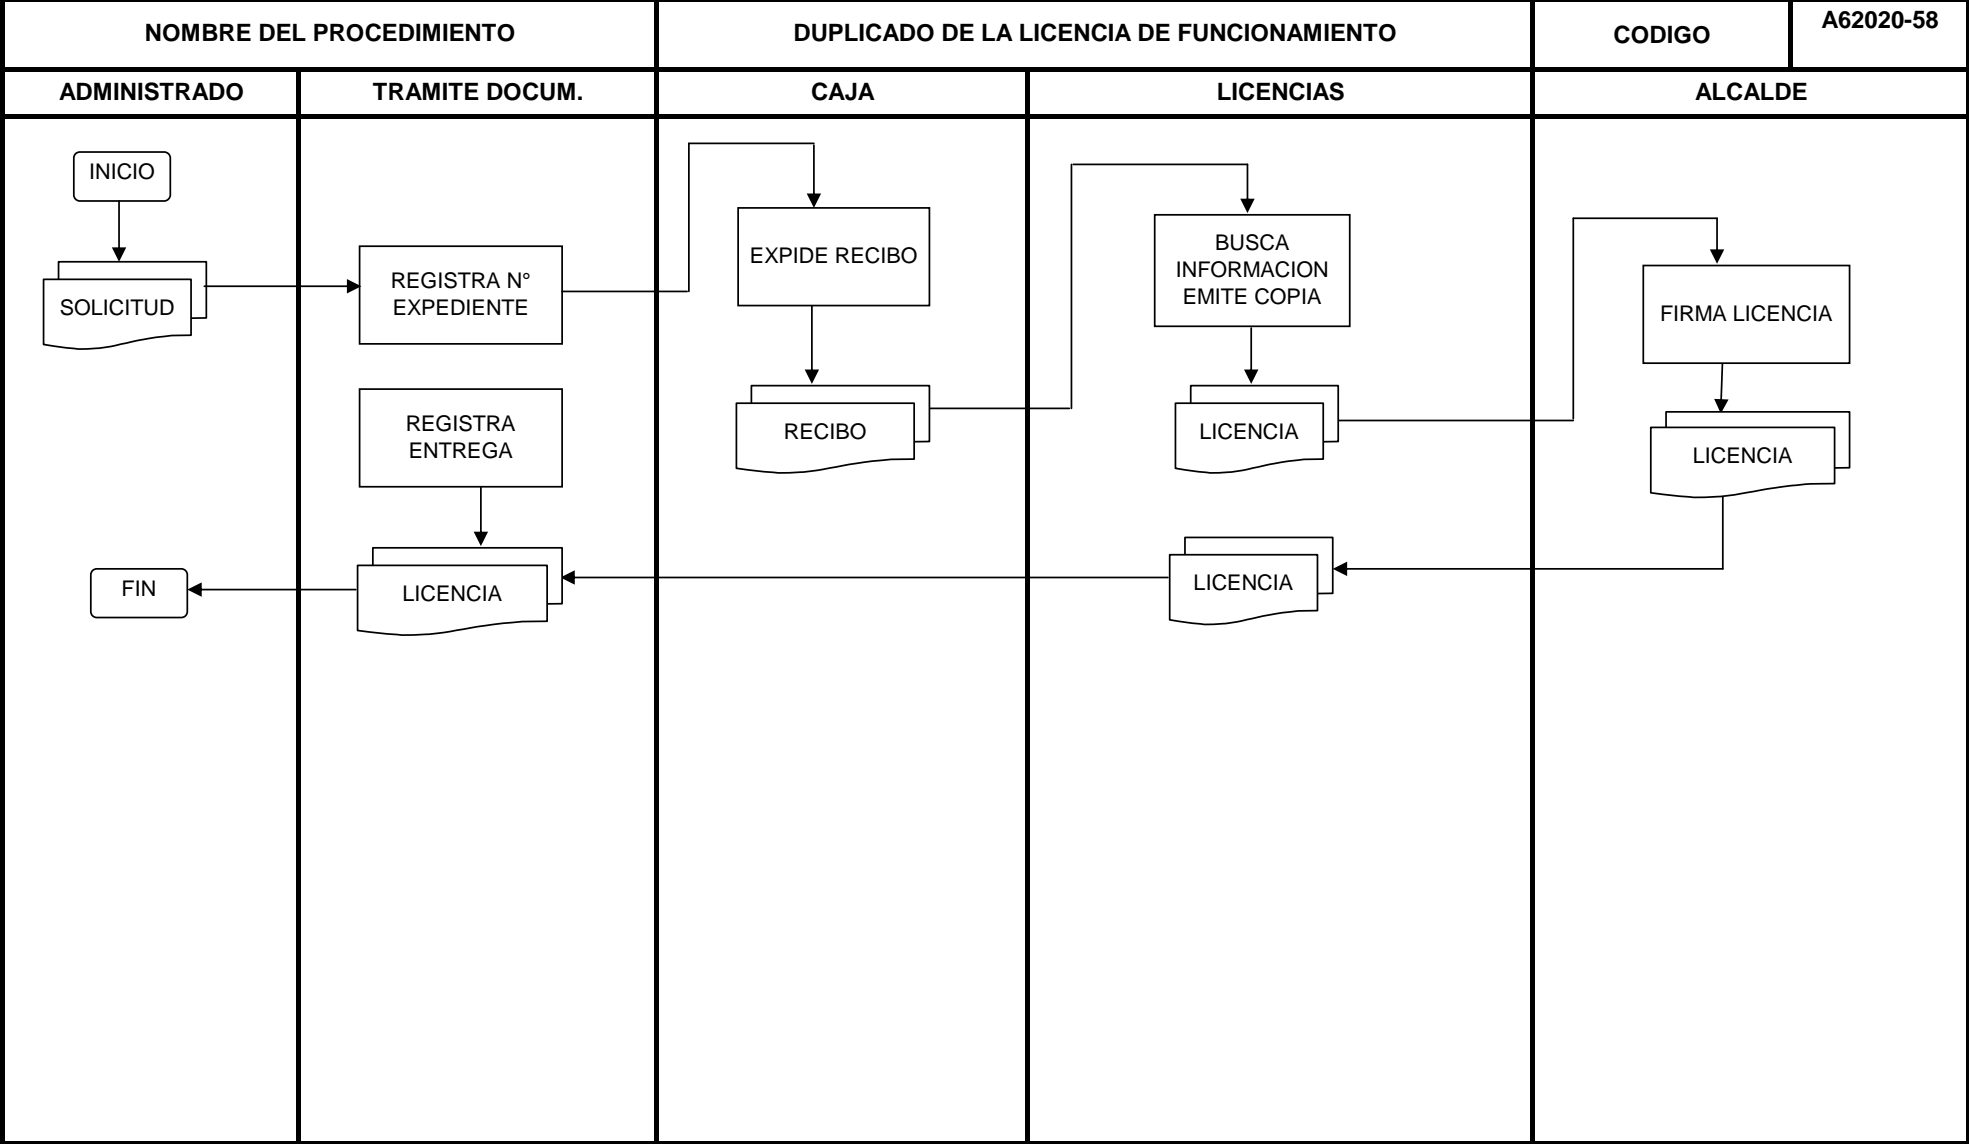 NOMBRE DEL PROCEDIMIENTO
DUPLICADO DE LA LICENCIA DE FUNCIONAMIENTO
CODIGO
A62020-58
ADMINISTRADO
TRAMITE DOCUM.
CAJA
LICENCIAS
ALCALDE
INICIO
SOLICITUD
REGISTRA Nº
EXPEDIENTE
EXPIDE RECIBO
RECIBO
BUSCA
INFORMACION
EMITE COPIA
LICENCIA
FIRMA LICENCIA
LICENCIA
LICENCIA
REGISTRA
ENTREGA
LICENCIA
FIN